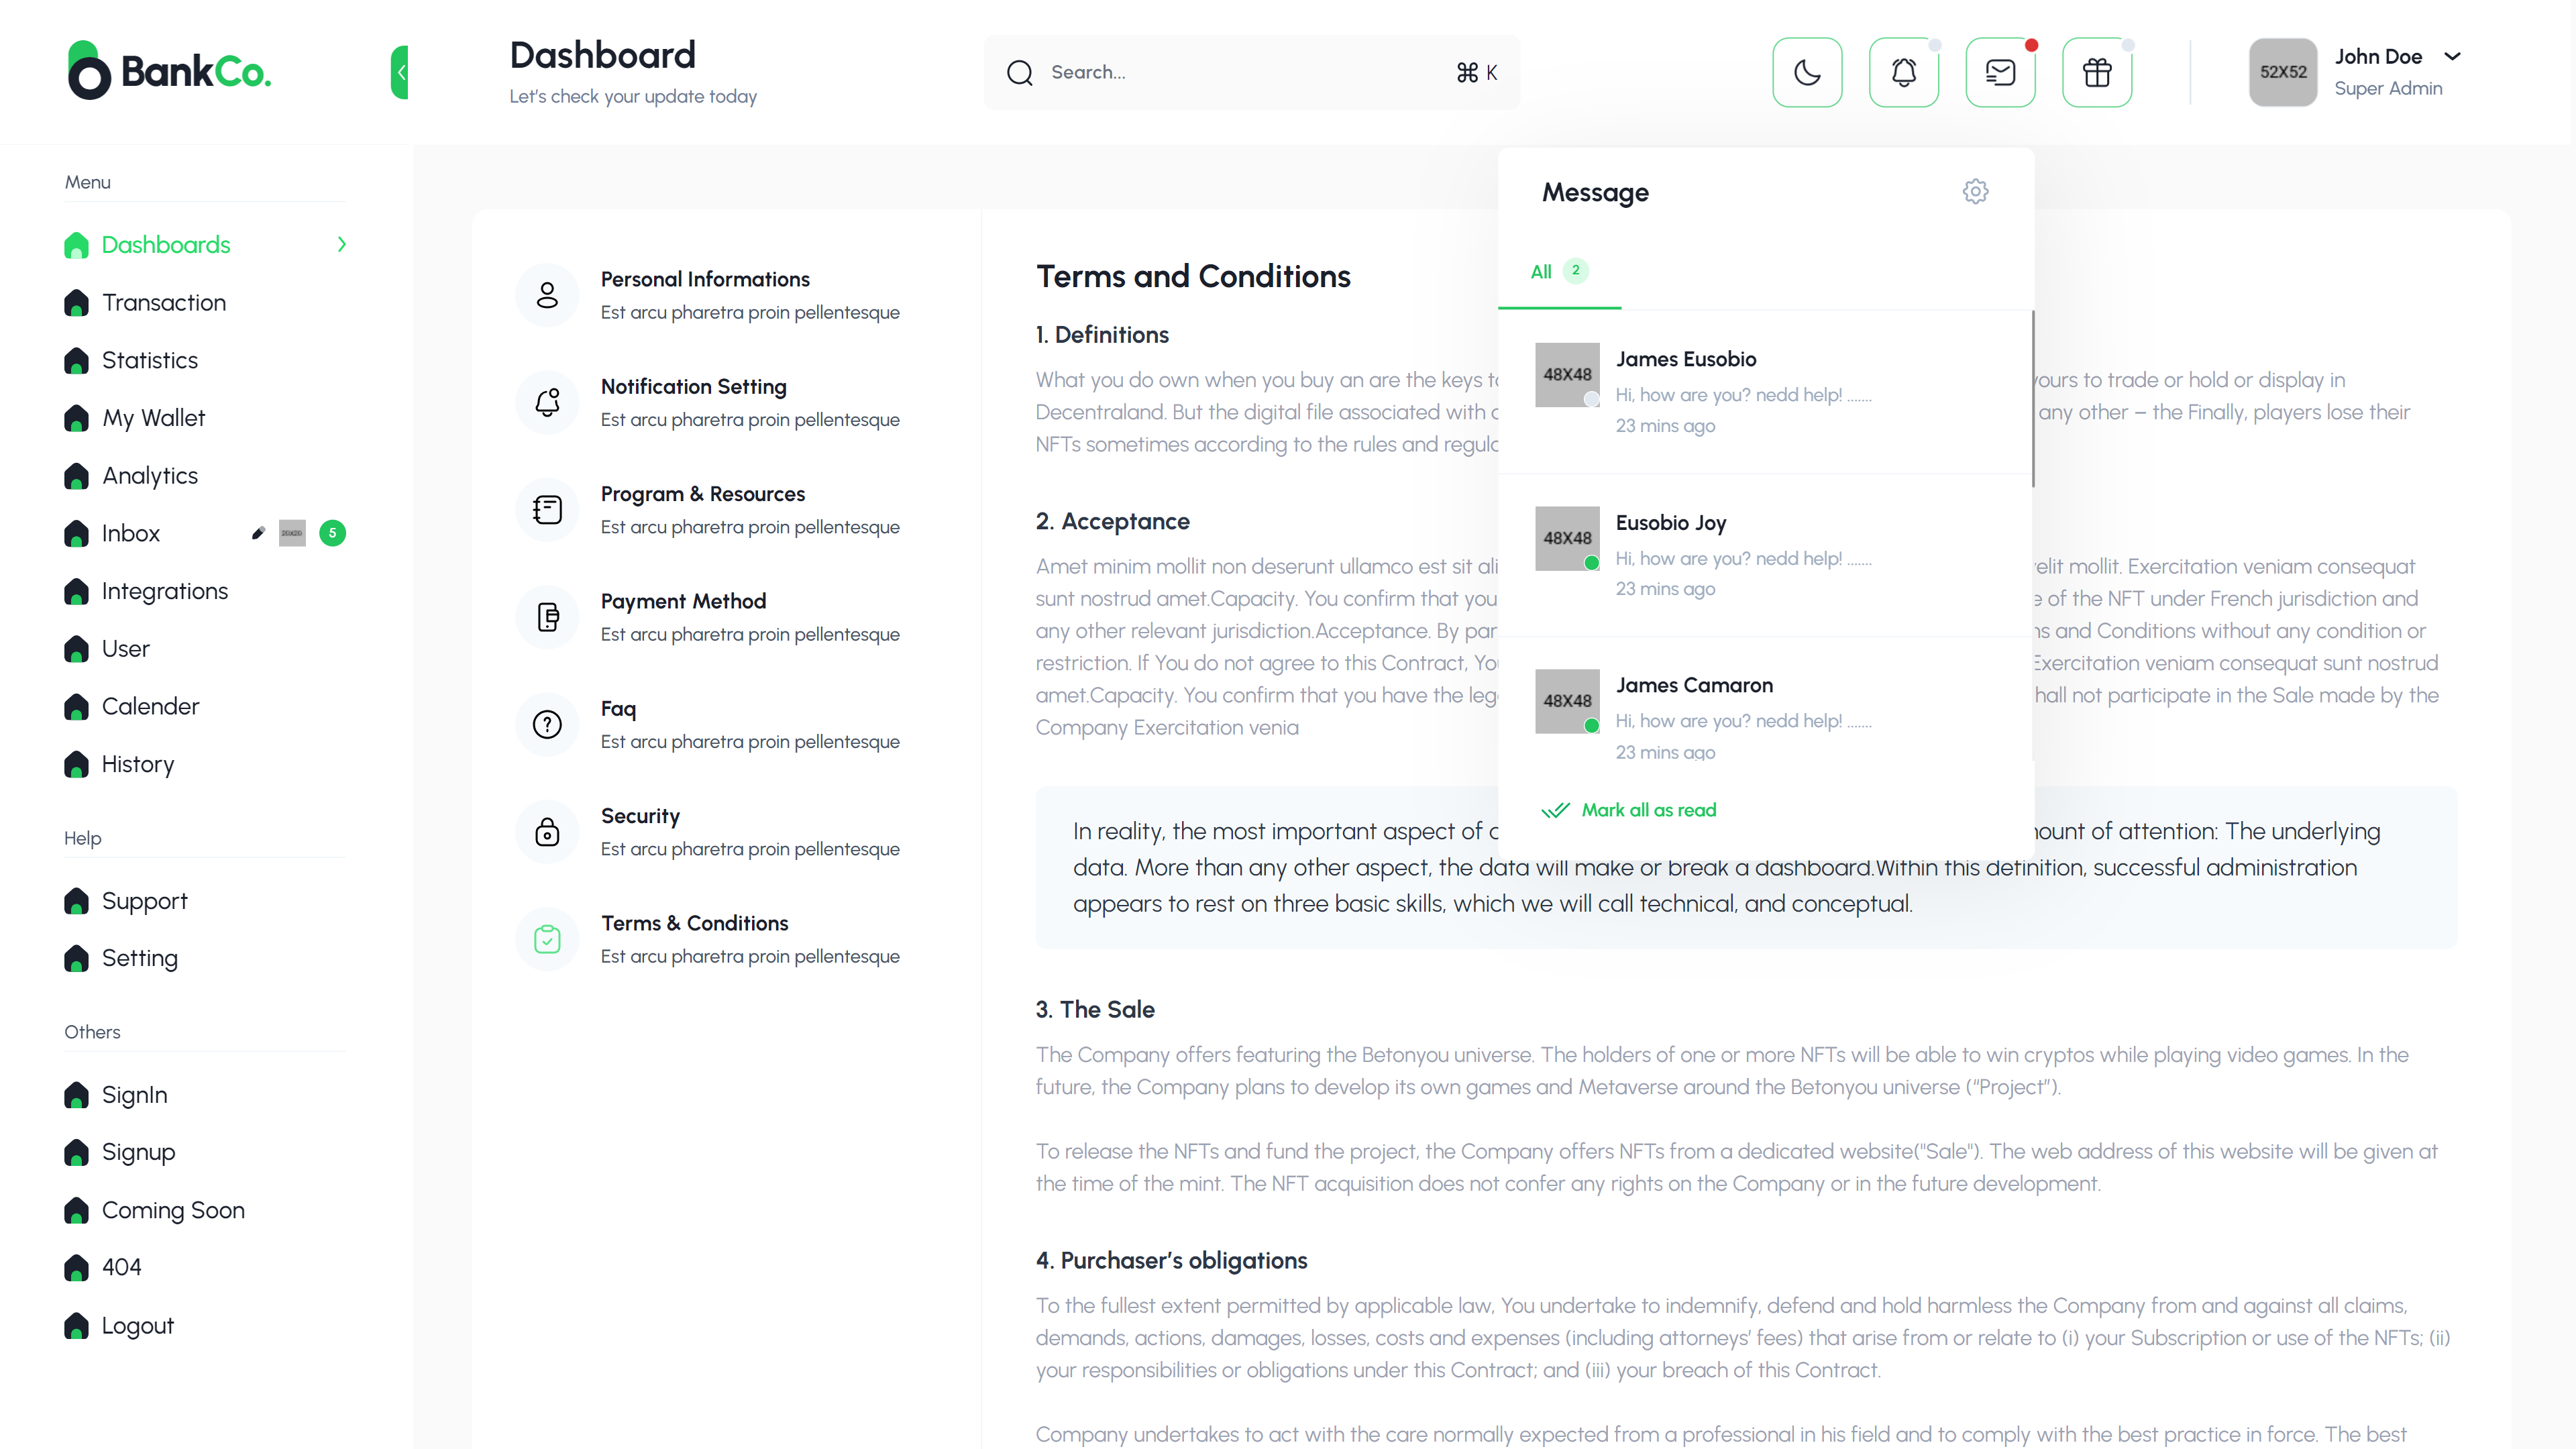 BankCo.
Dashboard
Let's check your update today
Search...
⌘ K
52X52
John Doe
Super Admin
Menu
Dashboards
Transaction
Statistics
My Wallet
Analytics
Inbox
5
Integrations
User
Calender
History
Help
Support
Setting
Others
SignIn
Signup
Coming Soon
404
Logout
Personal Informations
Est arcu pharetra proin pellentesque
Notification Setting
Est arcu pharetra proin pellentesque
Program & Resources
Est arcu pharetra proin pellentesque
Payment Method
Est arcu pharetra proin pellentesque
Faq
Est arcu pharetra proin pellentesque
Security
Est arcu pharetra proin pellentesque
Terms & Conditions
Est arcu pharetra proin pellentesque
Message
All 2
48X48
James Eusobio
Hi, how are you? nedd help! .......
23 mins ago
48X48
Eusobio Joy
Hi, how are you? nedd help! .......
23 mins ago
48X48
James Camaron
Hi, how are you? nedd help! .......
23 mins ago
Mark all as read
Terms and Conditions
1. Definitions
What you do own when you buy an are the keys yours to trade or hold or display in
Decentraland. But the digital file associated with any other – the Finally, players lose their
NFTs sometimes according to the rules and
2. Acceptance
Amet minim mollit non deserunt ullamco est sit mollit. Exercitation veniam consequat
sunt nostrud amet.Capacity. You confirm that you of the NFT under French jurisdiction and
any other relevant jurisdiction.Acceptance. By and Conditions without any condition or
restriction. If You do not agree to this Contract, Exercitation veniam consequat sunt nostrud
amet.Capacity. You confirm that you have the shall not participate in the Sale made by the
Company Exercitation venia
In reality, the most important aspect of of attention: The underlying
data. More than any other aspect, the data will make or break a dashboard.Within this definition, successful administration
appears to rest on three basic skills, which we will call technical, and conceptual.
3. The Sale
The Company offers featuring the Betonyou universe. The holders of one or more NFTs will be able to win cryptos while playing video games. In the
future, the Company plans to develop its own games and Metaverse around the Betonyou universe (“Project”).
To release the NFTs and fund the project, the Company offers NFTs from a dedicated website("Sale"). The web address of this website will be given at
the time of the mint. The NFT acquisition does not confer any rights on the Company or in the future development.
4. Purchaser’s obligations
To the fullest extent permitted by applicable law, You undertake to indemnify, defend and hold harmless the Company from and against all claims,
demands, actions, damages, losses, costs and expenses (including attorneys’ fees) that arise from or relate to (i) your Subscription or use of the NFTs; (ii)
your responsibilities or obligations under this Contract; and (iii) your breach of this Contract.
Company undertakes to act with the care normally expected from a professional in his field and to comply with the best practice in force. The best